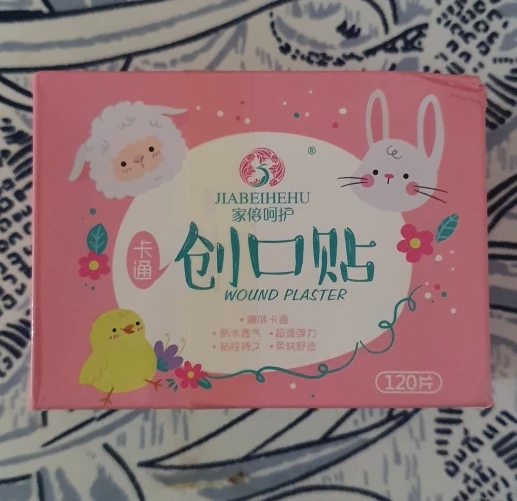 ®
JIABEIHEHU
家倍呵护
卡通
创口贴
WOUND PLASTER
• 趣味卡通
• 防水透气 • 超强弹力
• 粘性持久 • 柔软舒适
120片